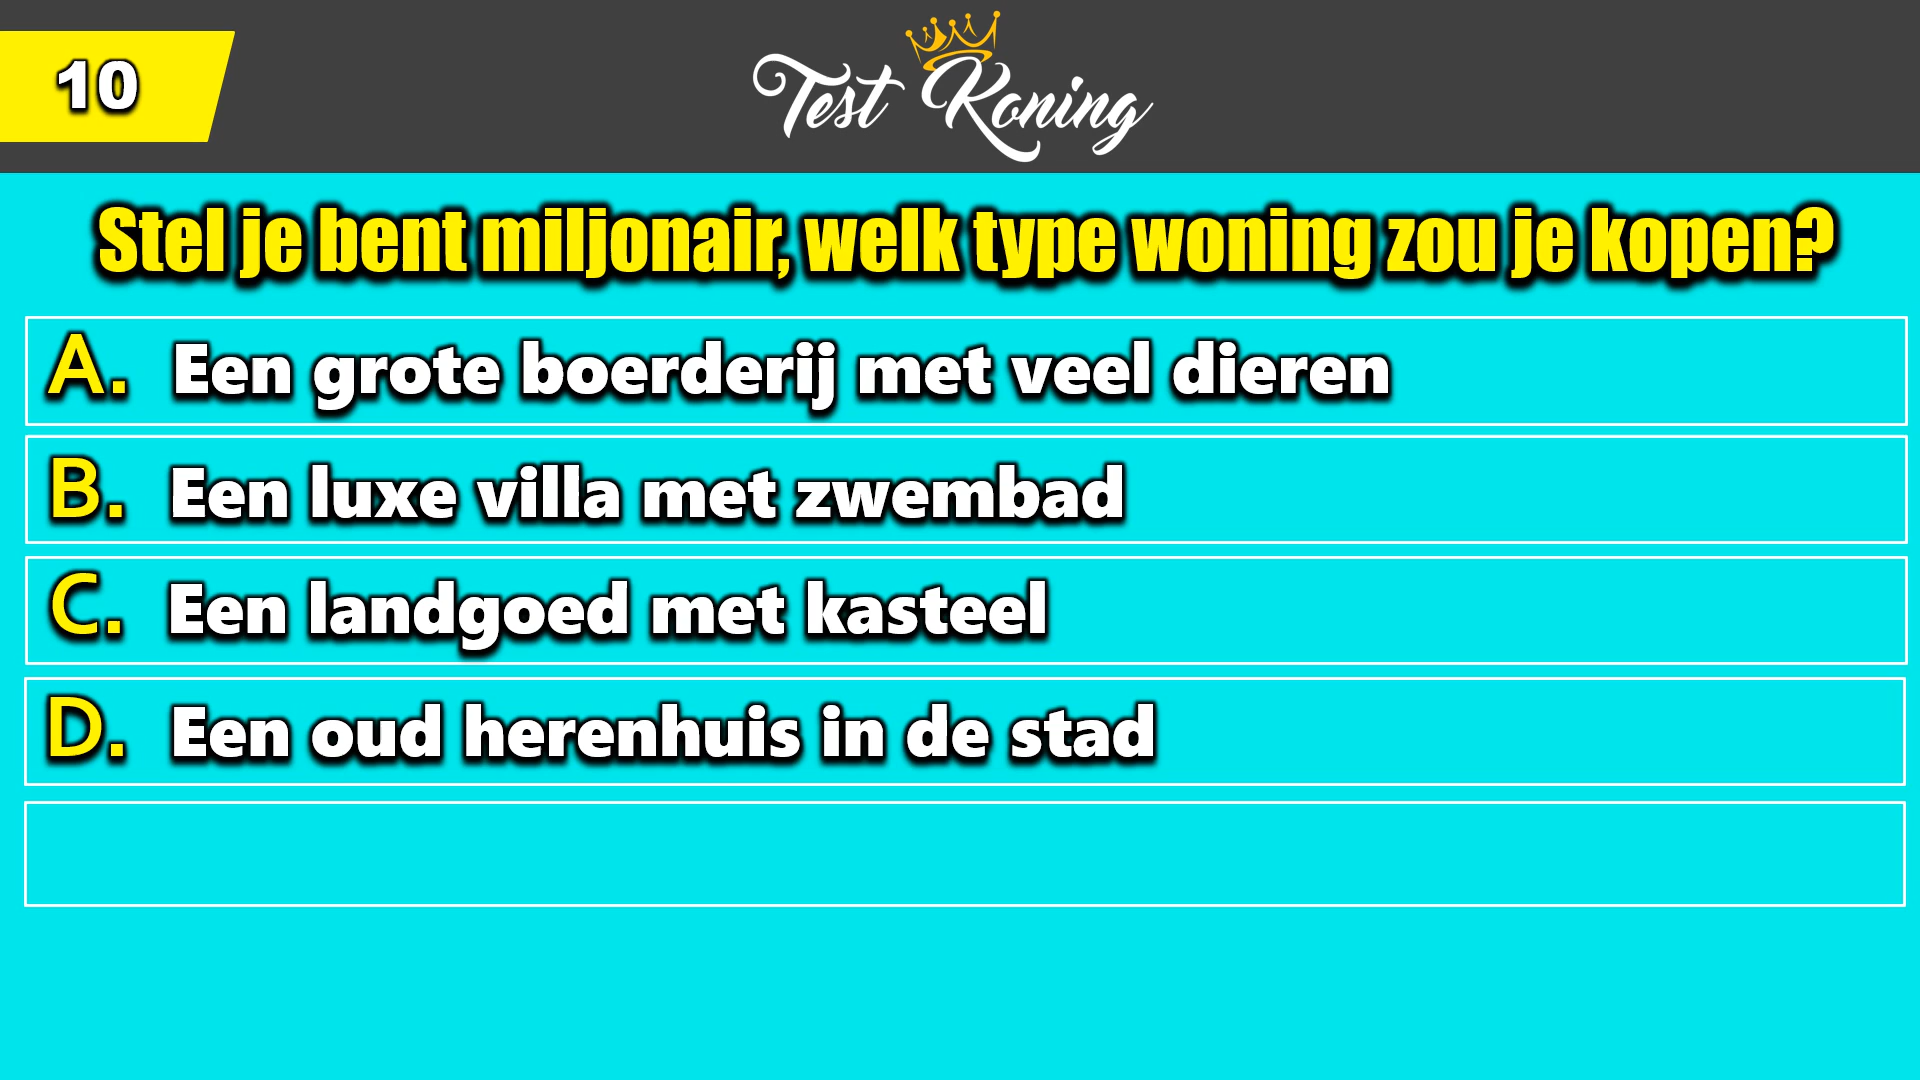 10
Test Koning
Stel je bent miljonair, welk type woning zou je kopen?
A. Een grote boerderij met veel dieren
B. Een luxe villa met zwembad
C. Een landgoed met kasteel
D. Een oud herenhuis in de stad